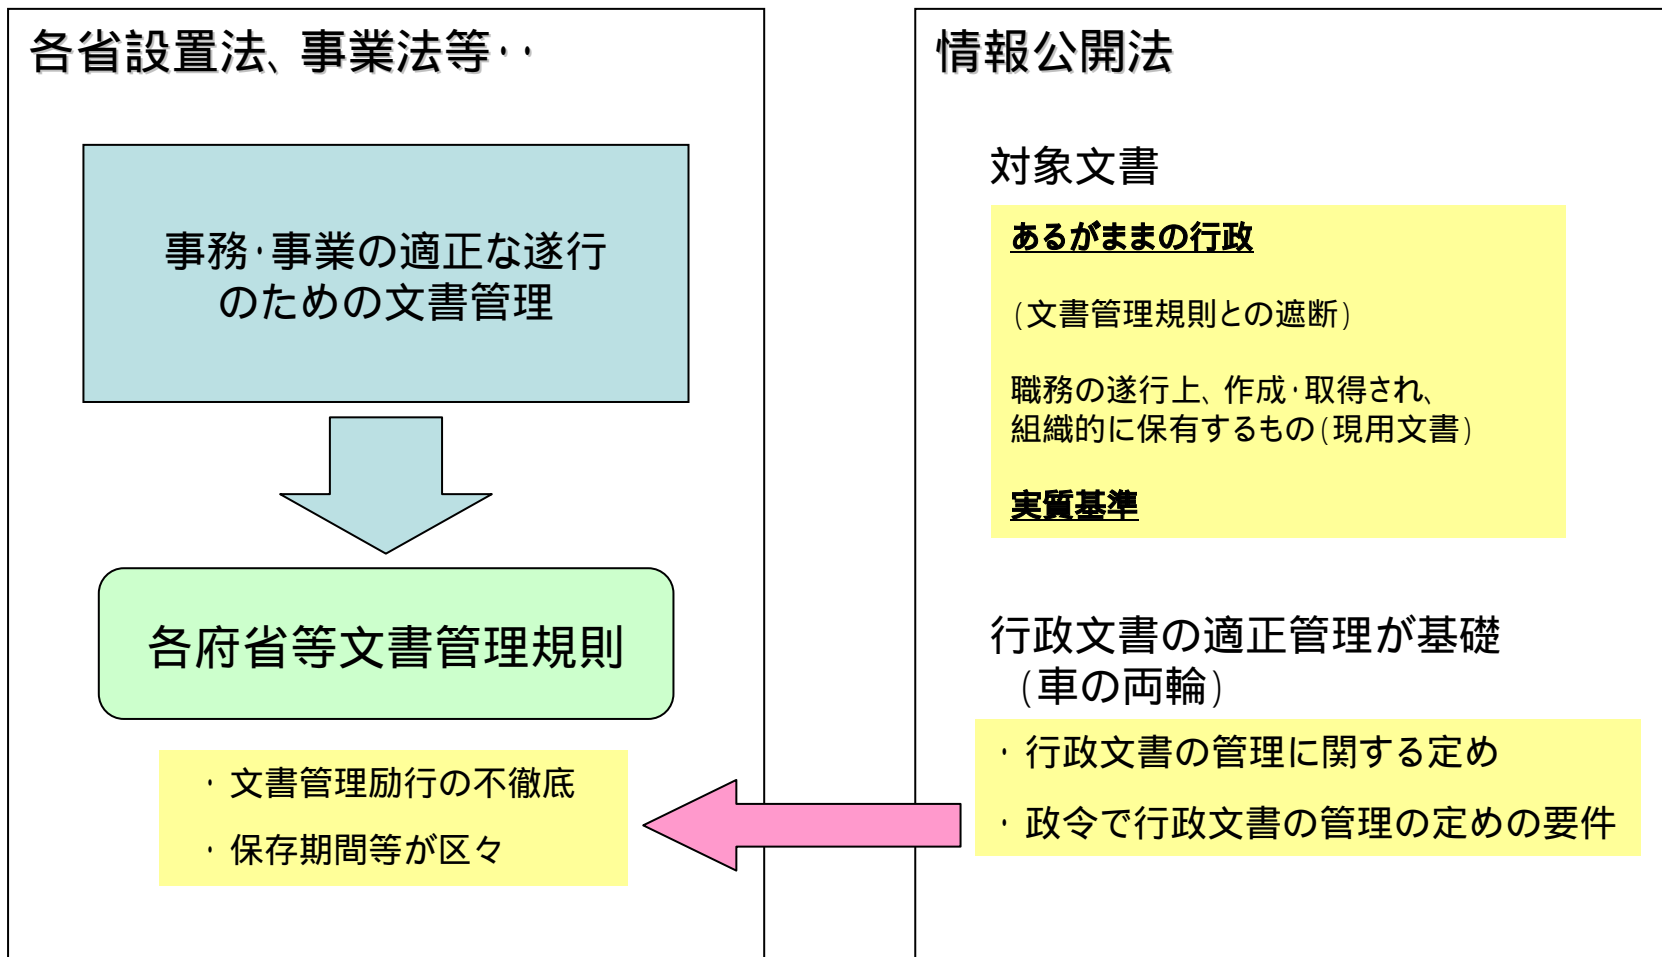 各省設置法、事業法等・・
事務・事業の適正な遂行
のための文書管理
各府省等文書管理規則
・文書管理励行の不徹底
・保存期間等が区々
情報公開法
対象文書
あるがままの行政
（文書管理規則との遮断）
職務の遂行上、作成・取得され、
組織的に保有するもの（現用文書）
実質基準
行政文書の適正管理が基礎
（車の両輪）
・行政文書の管理に関する定め
・政令で行政文書の管理の定めの要件